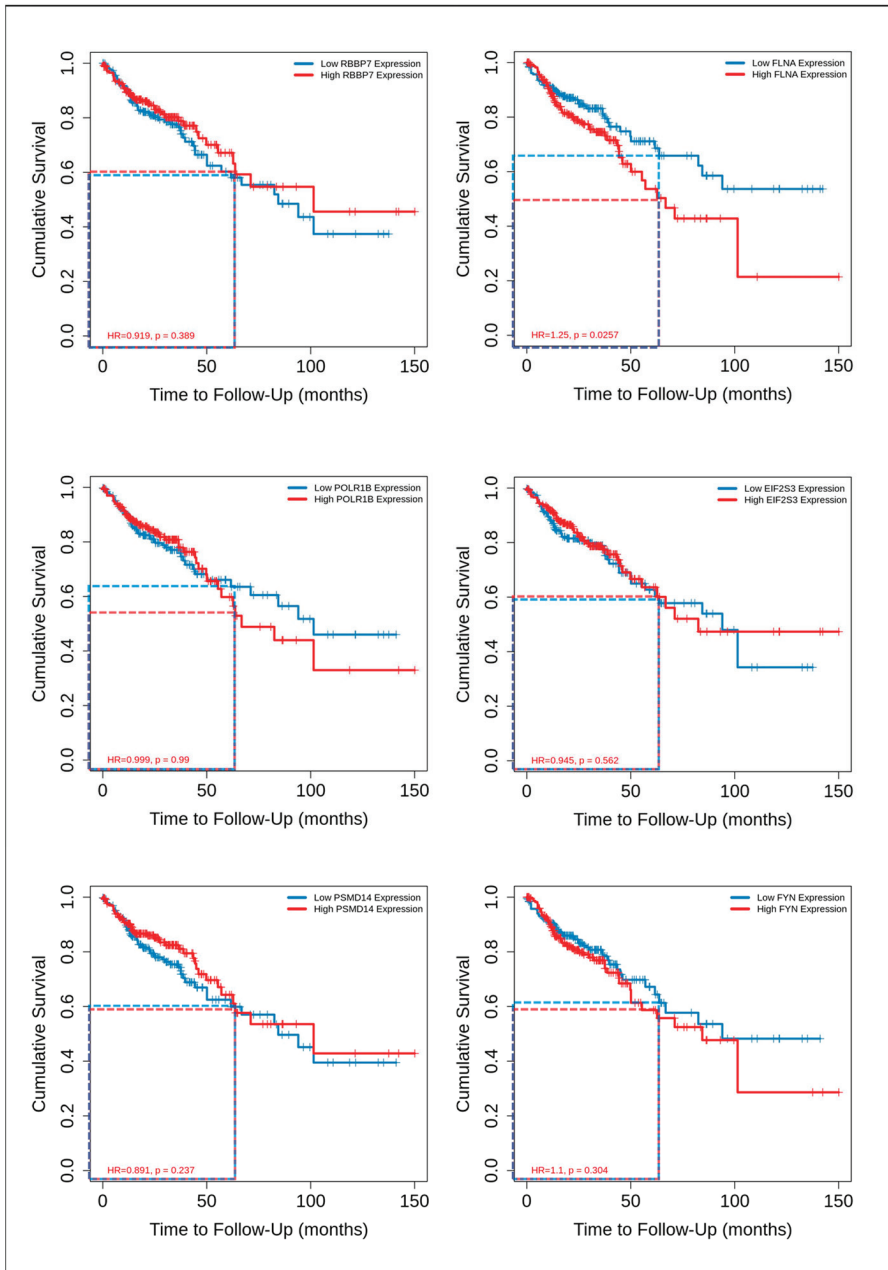 Low RBBP7 Expression
High RBBP7 Expression
Cumulative Survival
0.0 0.2 0.4 0.6 0.8 1.0
HR=0.919, p = 0.389
0 50 100 150
Time to Follow-Up (months)
Low FLNA Expression
High FLNA Expression
Cumulative Survival
0.0 0.2 0.4 0.6 0.8 1.0
HR=1.25, p = 0.0257
0 50 100 150
Time to Follow-Up (months)
Low POLR1B Expression
High POLR1B Expression
Cumulative Survival
0.0 0.2 0.4 0.6 0.8 1.0
HR=0.999, p = 0.99
0 50 100 150
Time to Follow-Up (months)
Low EIF2S3 Expression
High EIF2S3 Expression
Cumulative Survival
0.0 0.2 0.4 0.6 0.8 1.0
HR=0.945, p = 0.562
0 50 100 150
Time to Follow-Up (months)
Low PSMD14 Expression
High PSMD14 Expression
Cumulative Survival
0.0 0.2 0.4 0.6 0.8 1.0
HR=0.891, p = 0.237
0 50 100 150
Time to Follow-Up (months)
Low FYN Expression
High FYN Expression
Cumulative Survival
0.0 0.2 0.4 0.6 0.8 1.0
HR=1.1, p = 0.304
0 50 100 150
Time to Follow-Up (months)